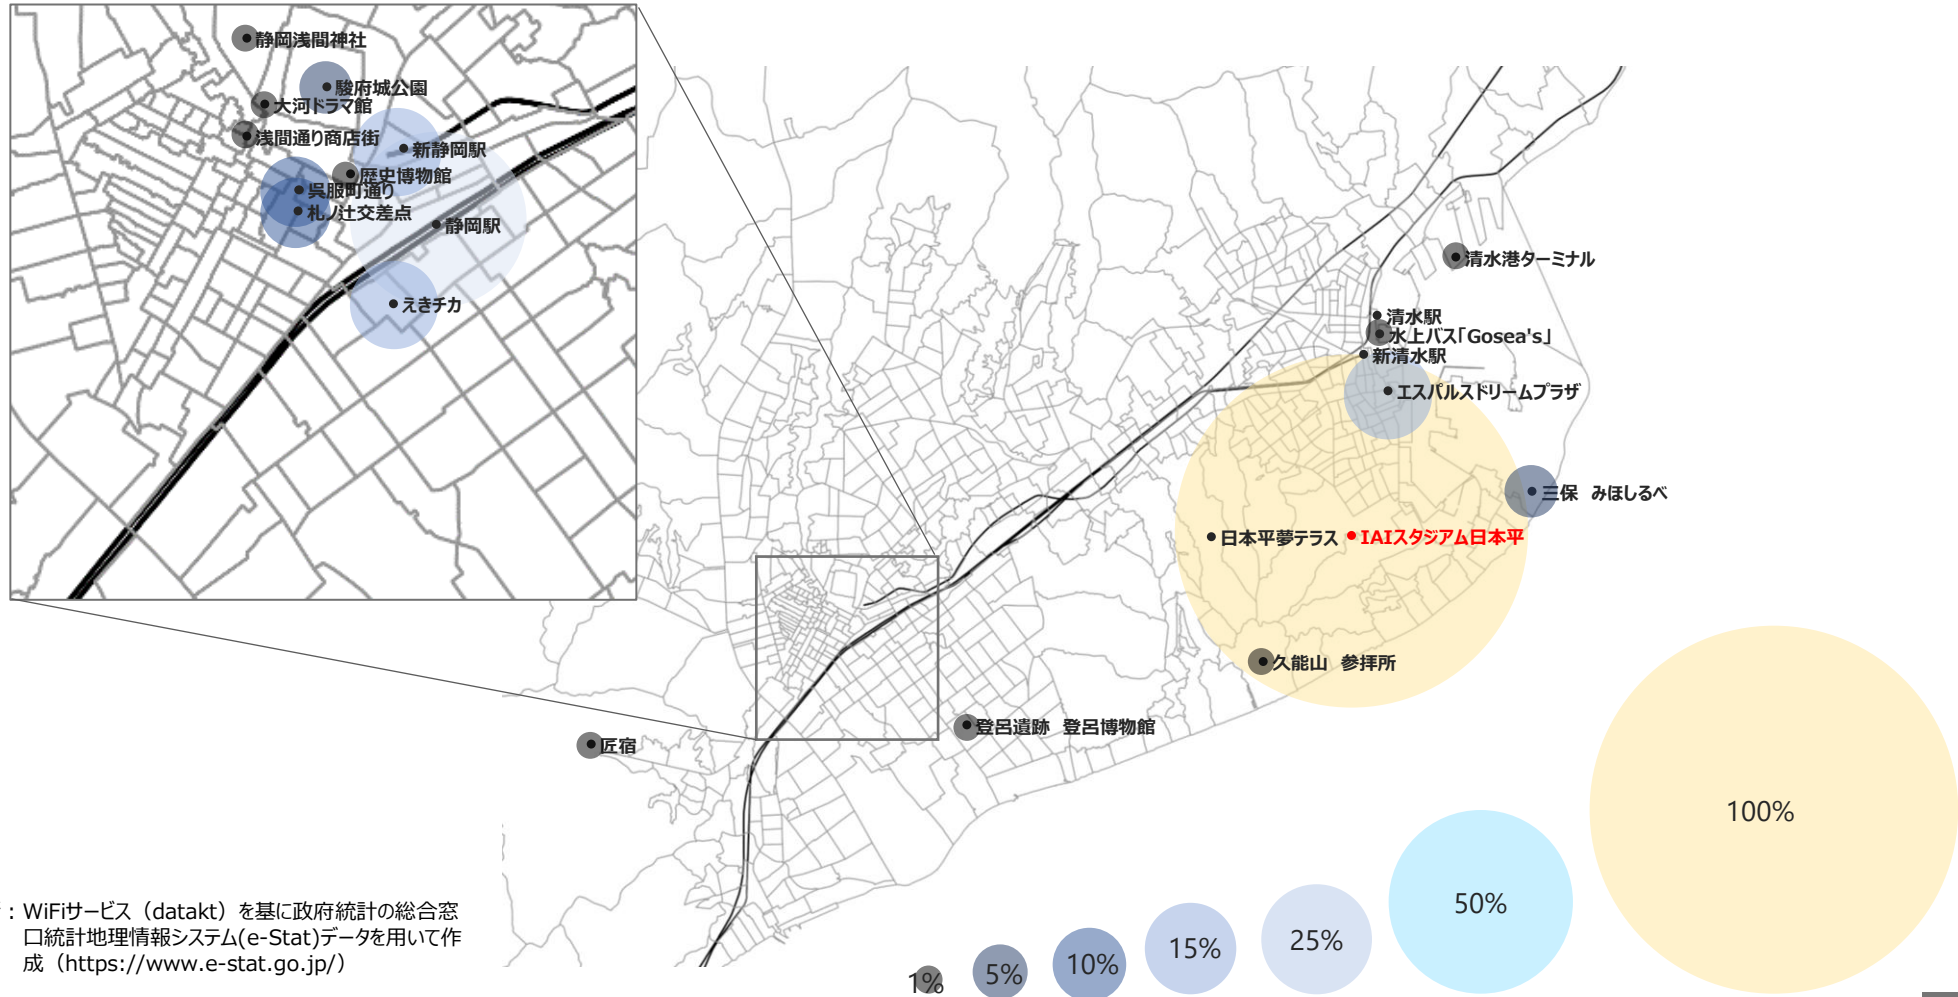 静岡浅間神社
駿府城公園
大河ドラマ館
浅間通り商店街
新静岡駅
歴史博物館
呉服町通り
札ノ辻交差点
静岡駅
えきチカ
清水港ターミナル
清水駅
水上バス「Gosea's」
新清水駅
エスパルスドリームプラザ
三保 みほしるべ
日本平夢テラス
IAIスタジアム日本平
久能山 参拝所
登呂遺跡 登呂博物館
匠宿
：WiFiサービス（datakt）を基に政府統計の総合窓
口統計地理情報システム(e-Stat)データを用いて作
成（https://www.e-stat.go.jp/）
1%
5%
10%
15%
25%
50%
100%